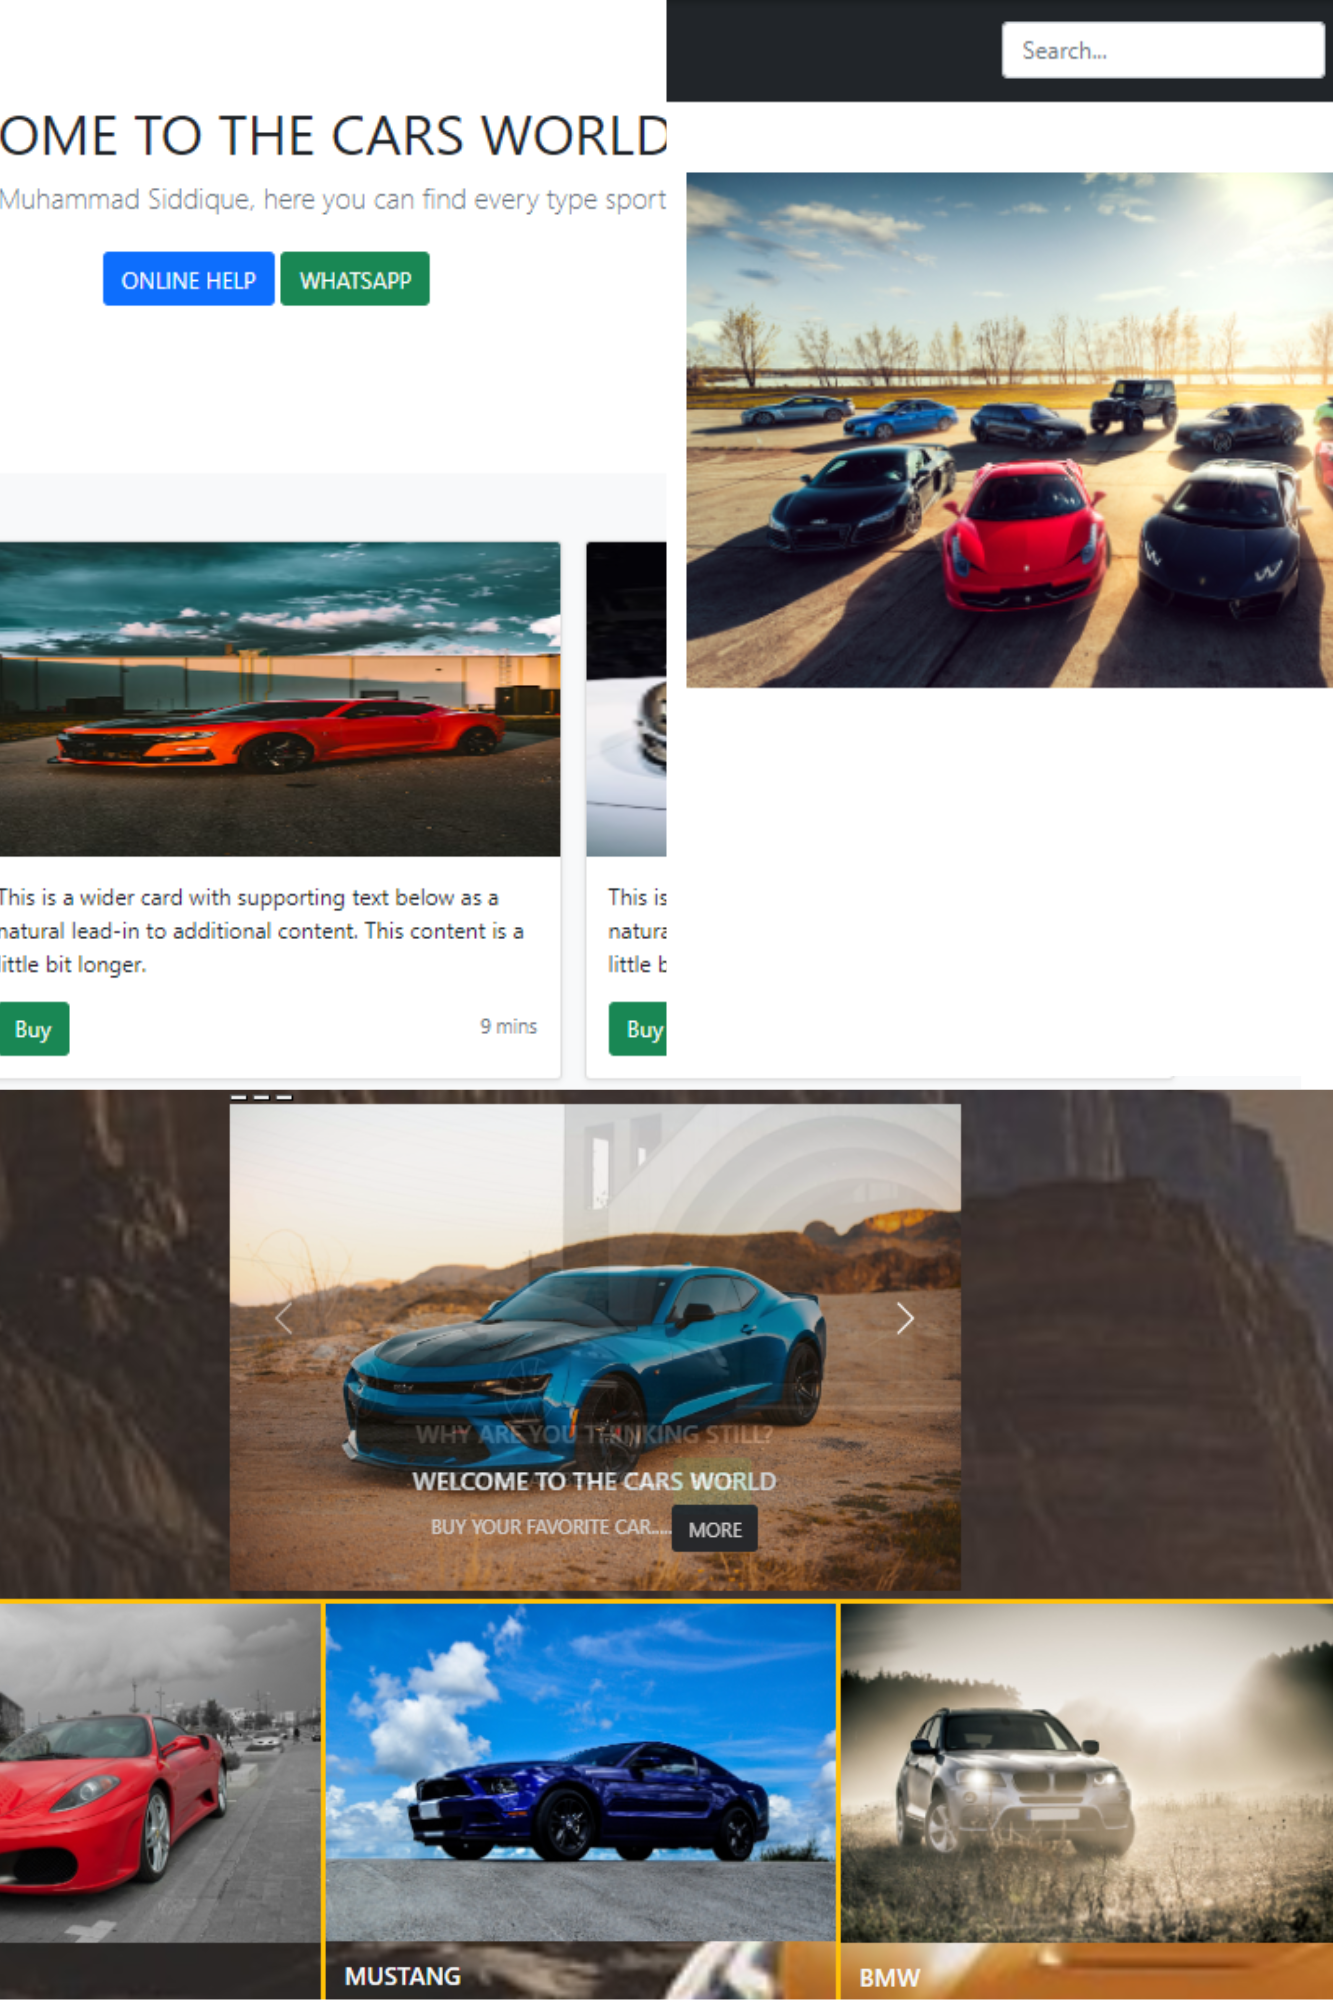 Search...
OME TO THE CARS WORLD
Muhammad Siddique, here you can find every type sport
ONLINE HELP WHATSAPP
This is a wider card with supporting text below as a
natural lead-in to additional content. This content is a
little bit longer.
Buy
9 mins
This is
natura
little b
Buy
WHY ARE YOU THINKING STILL?
WELCOME TO THE CARS WORLD
BUY YOUR FAVORITE CAR..... MORE
MUSTANG
BMW